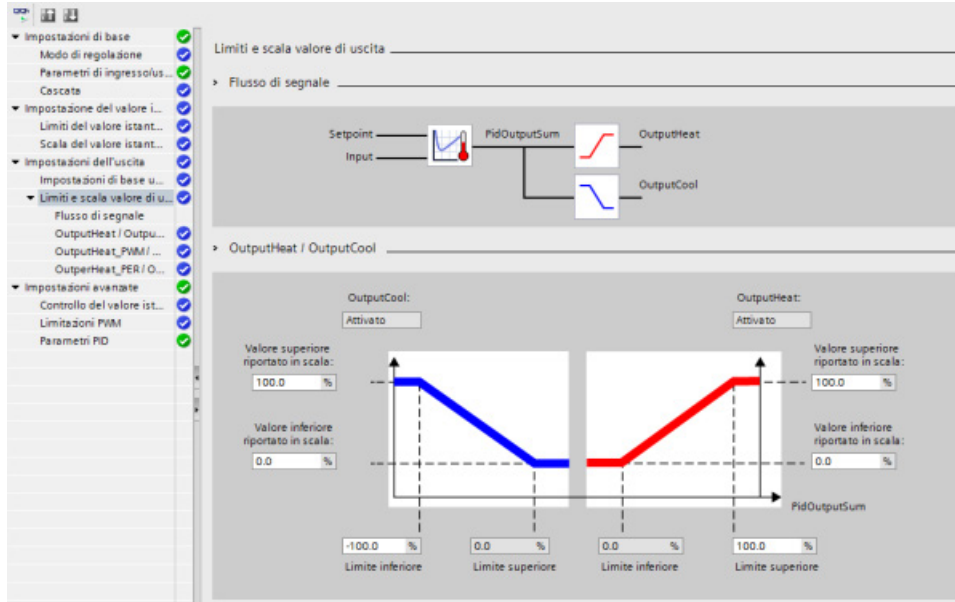 Impostazioni di base
Modo di regolazione
Parametri di ingresso/us...
Cascata
Impostazione del valore i...
Limiti del valore istant...
Scala del valore istant...
Impostazioni dell'uscita
Impostazioni di base u...
Limiti e scala valore di u...
Flusso di segnale
OutputHeat / Outpu...
OutputHeat_PWM / ...
OutperHeat_PER / O...
Impostazioni avanzate
Controllo del valore ist...
Limitazioni PWM
Parametri PID
Limiti e scala valore di uscita
Flusso di segnale
Setpoint
Input
PidOutputSum
OutputHeat
OutputCool
OutputHeat / OutputCool
OutputCool:
Attivato
OutputHeat:
Attivato
Valore superiore
riportato in scala:
100.0 %
Valore superiore
riportato in scala:
100.0 %
Valore inferiore
riportato in scala:
0.0 %
Valore inferiore
riportato in scala:
0.0 %
PidOutputSum
-100.0 %
Limite inferiore
0.0 %
Limite superiore
0.0 %
Limite inferiore
100.0 %
Limite superiore